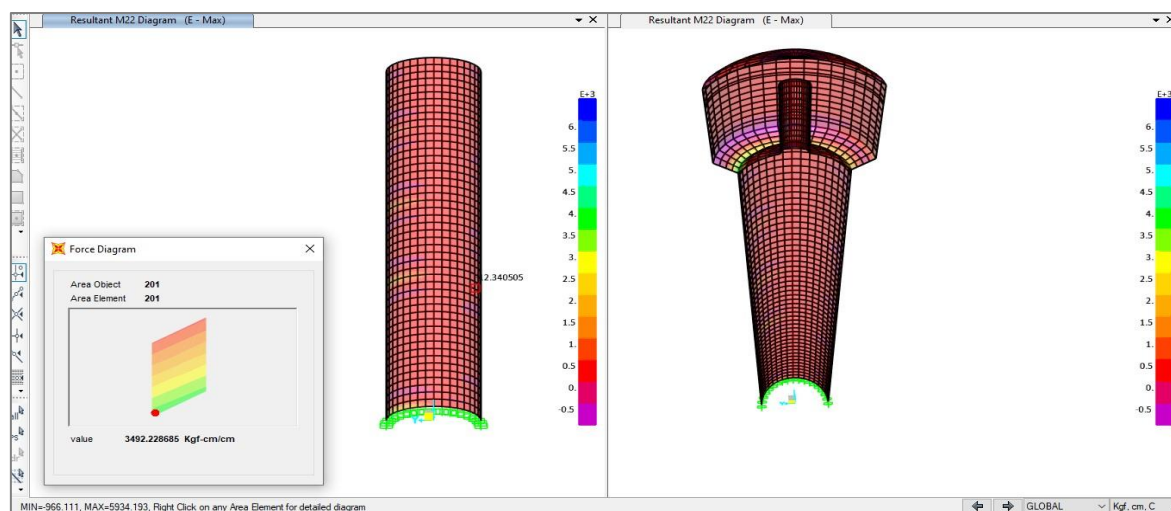 Resultant M22 Diagram (E - Max)
Resultant M22 Diagram (E - Max)
E+3
6.
5.5
5.
4.5
4.
3.5
3.
2.5
2.
1.5
1.
0.5
0.
-0.5
2.340505
Force Diagram
Area Object 201
Area Element 201
value 3492.228685 Kgf-cm/cm
E+3
6.
5.5
5.
4.5
4.
3.5
3.
2.5
2.
1.5
1.
0.5
0.
-0.5
MIN=-966.111, MAX=5934.193, Right Click on any Area Element for detailed diagram
GLOBAL
Kgf, cm, C